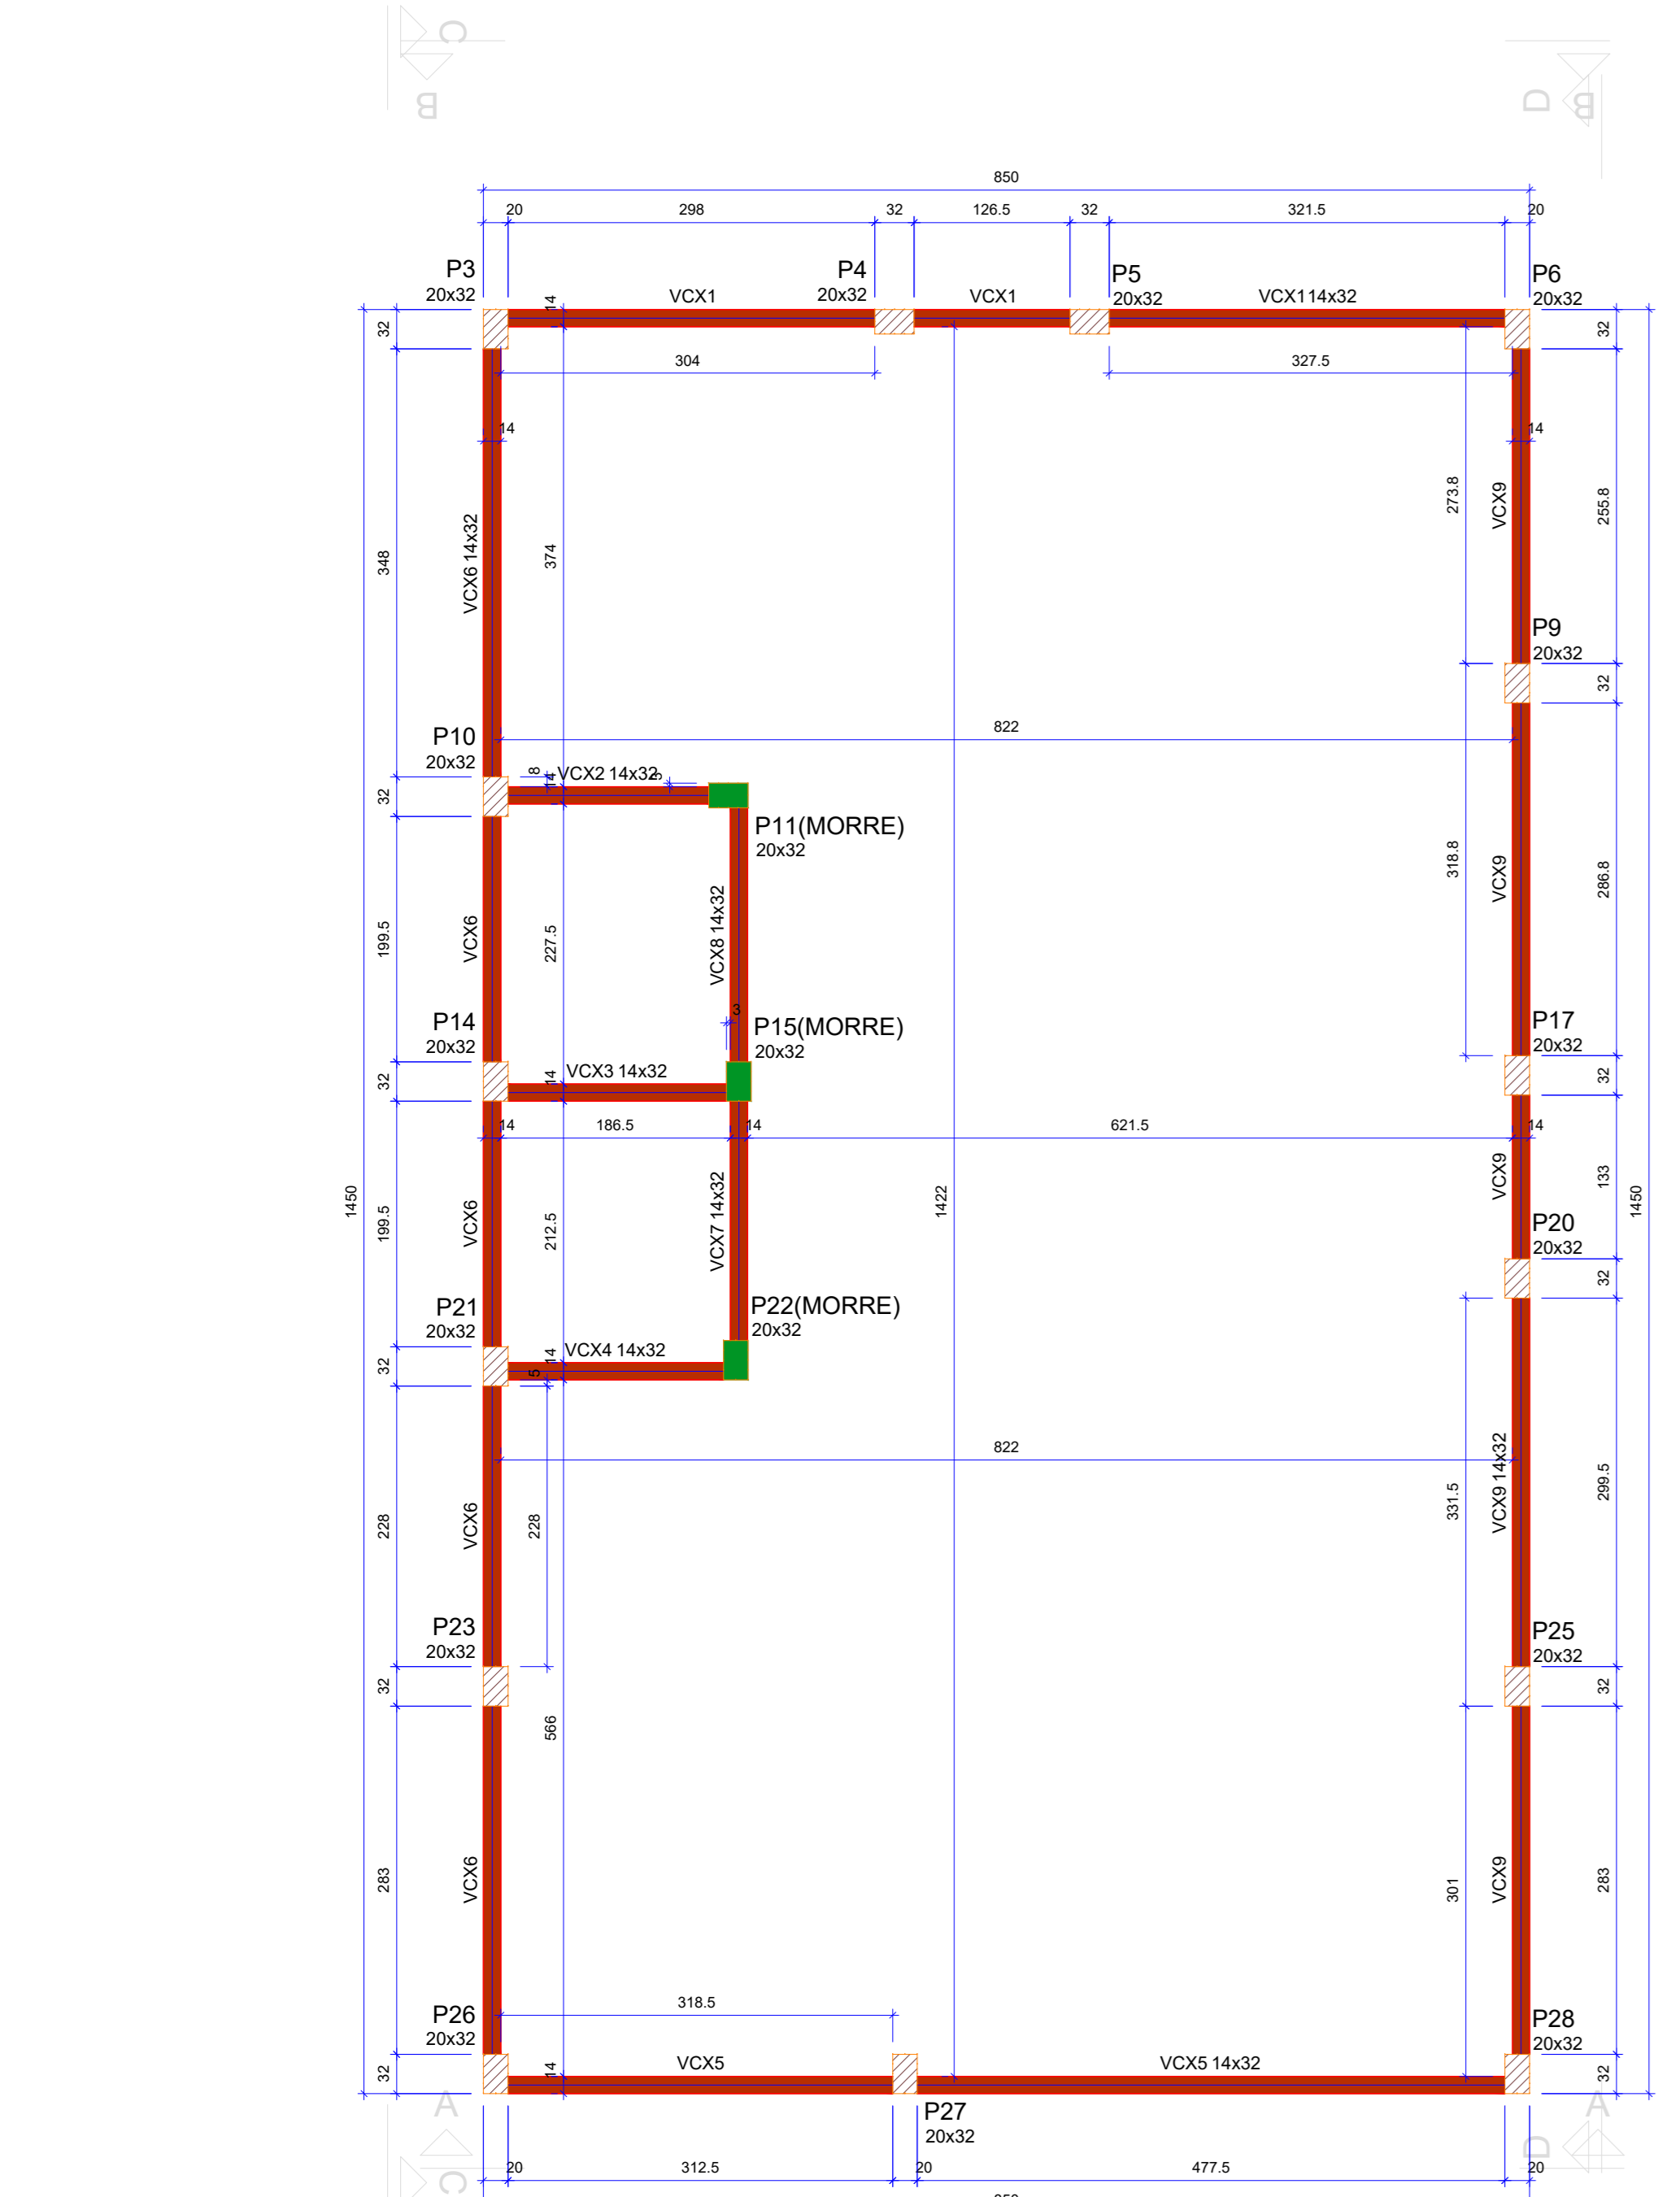 C
B
D
B
850
20
298
32
126.5
32
321.5
20
P3
20x32
P4
20x32
P5
20x32
P6
20x32
14
VCX1
VCX1
VCX1 14x32
32
32
304
327.5
14
14
348
VCX6 14x32
374
273.8
VCX9
255.8
P9
20x32
32
822
P10
20x32
8
14
VCX2 14x32
3
32
P11(MORRE)
20x32
199.5
VCX6
227.5
VCX8 14x32
318.8
VCX9
286.8
3
P15(MORRE)
20x32
P14
20x32
P17
20x32
32
VCX3 14x32
14
32
14
186.5
14
621.5
14
1450
199.5
VCX6
212.5
VCX7 14x32
1422
VCX9
133
1450
P20
20x32
32
P21
20x32
P22(MORRE)
20x32
32
VCX4 14x32
14
5
822
228
VCX6
228
331.5
VCX9 14x32
299.5
P23
20x32
P25
20x32
32
32
566
283
VCX6
301
VCX9
283
318.5
P26
20x32
P28
20x32
32
14
VCX5
VCX5 14x32
32
A
A
P27
20x32
D
C
20
312.5
20
477.5
20